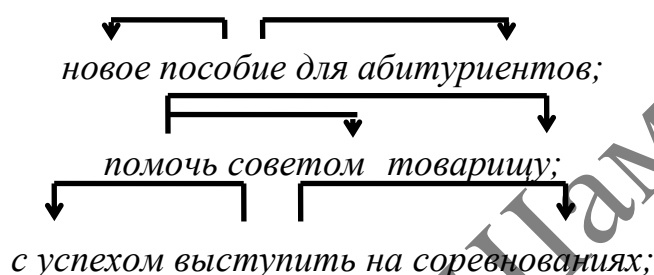 новое пособие для абитуриентов;
помочь советом товарищу;
с успехом выступить на соревнованиях;